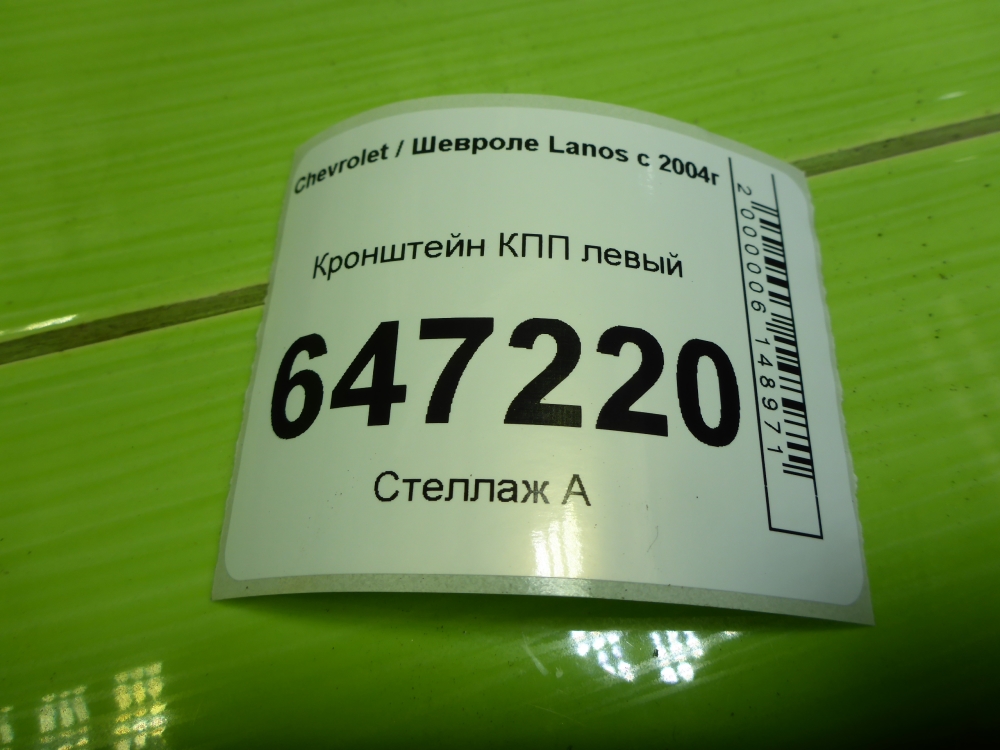 Chevrolet / Шевроле Lanos с 2004г
Кронштейн КПП левый
647220
Стеллаж А
2000006148971